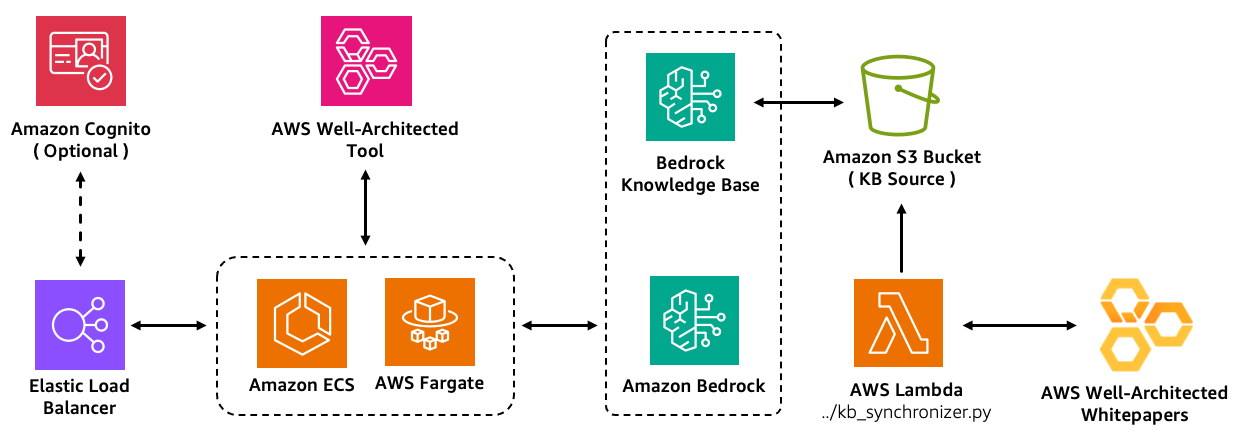 Amazon Cognito
( Optional )
AWS Well-Architected
Tool
Bedrock
Knowledge Base
Amazon S3 Bucket
( KB Source )
Elastic Load
Balancer
Amazon ECS
AWS Fargate
Amazon Bedrock
AWS Lambda
../kb_synchronizer.py
AWS Well-Architected
Whitepapers